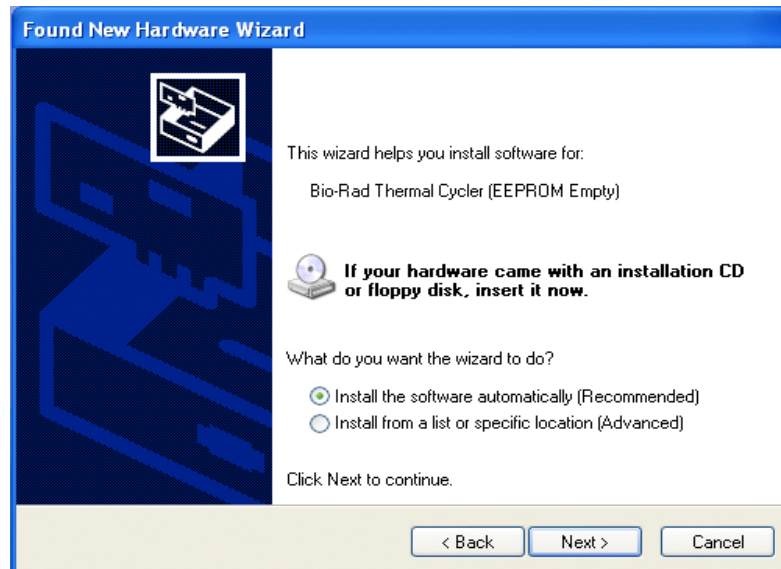 Found New Hardware Wizard
This wizard helps you install software for:
Bio-Rad Thermal Cycler (EEPROM Empty)
If your hardware came with an installation CD
or floppy disk, insert it now.
What do you want the wizard to do?
Install the software automatically (Recommended)
Install from a list or specific location (Advanced)
Click Next to continue.
< Back Next > Cancel